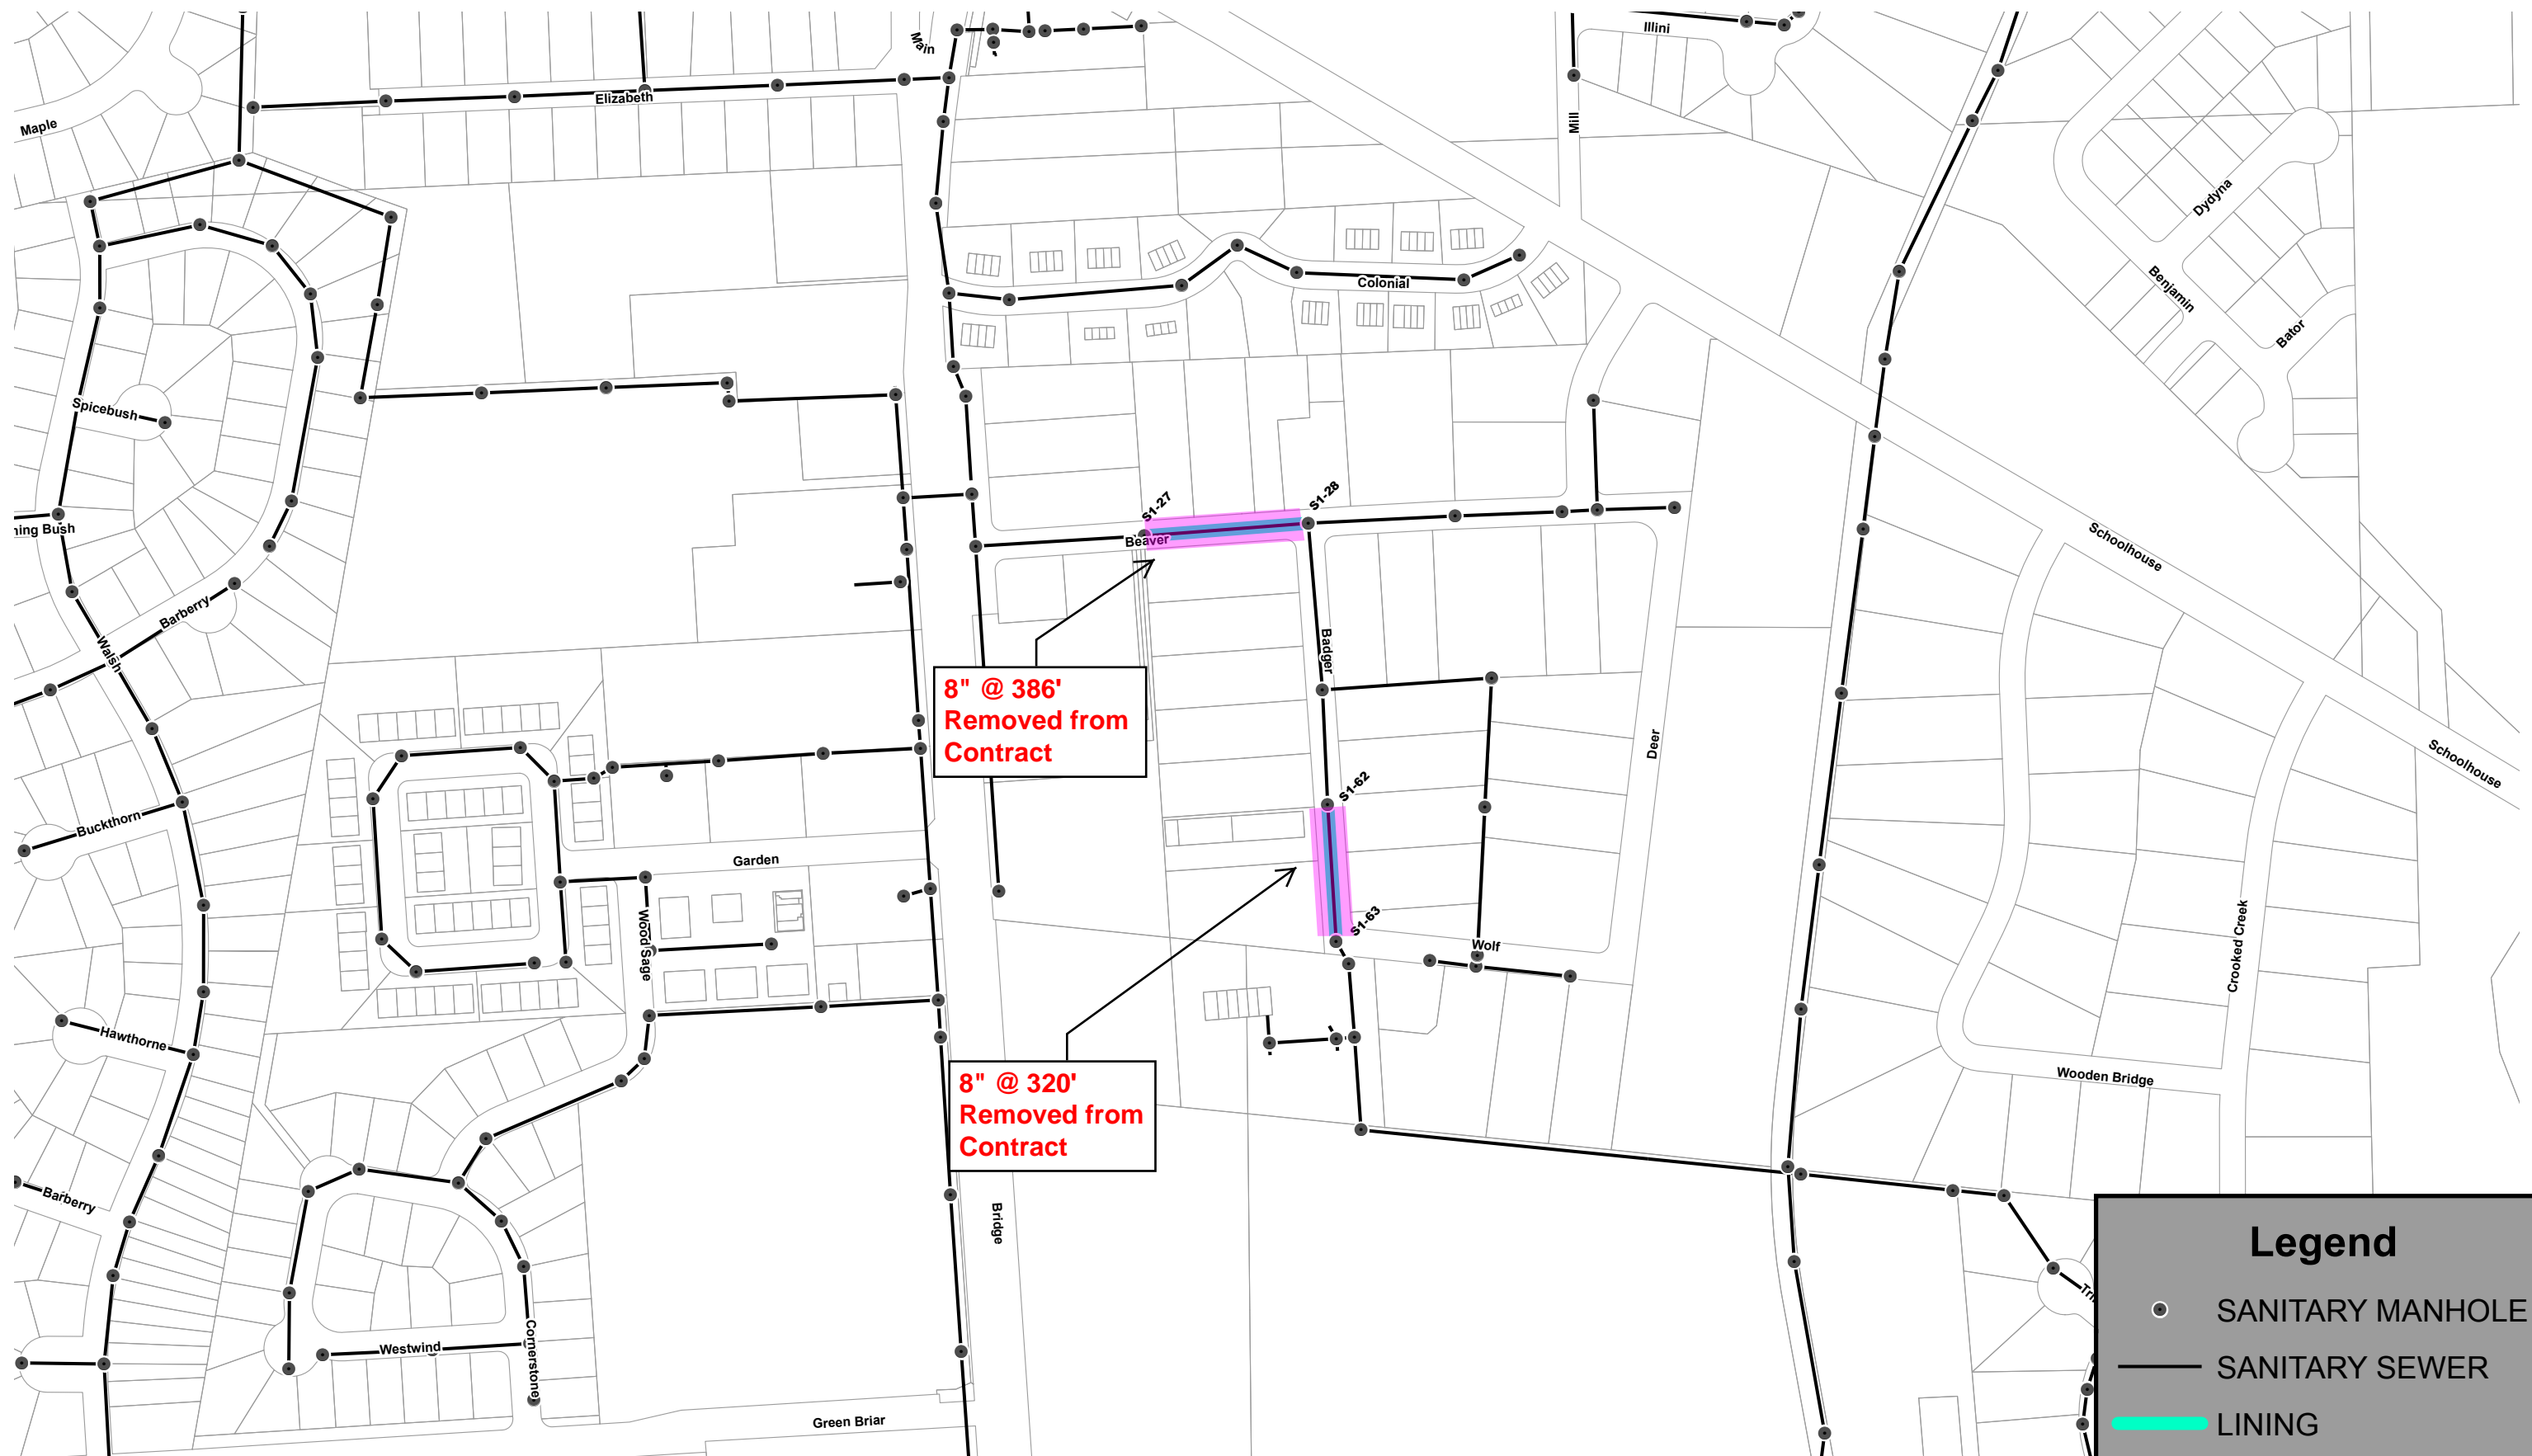 Main
Illini
Elizabeth
Maple
Mill
Dydyna
Benjamin
Bator
Colonial
Spicebush
S1-27
S1-28
ning Bush
Beaver
Schoolhouse
Barberry
Walsh
Badger
8" @ 386'
Removed from
Contract
Deer
Schoolhouse
S1-62
Buckthorn
Garden
Wood Sage
S1-63
Wolf
Crooked Creek
Hawthorne
Wooden Bridge
8" @ 320'
Removed from
Contract
Barberry
Bridge
Legend
SANITARY MANHOLE
SANITARY SEWER
LINING
Westwind
Cornerstone
Green Briar